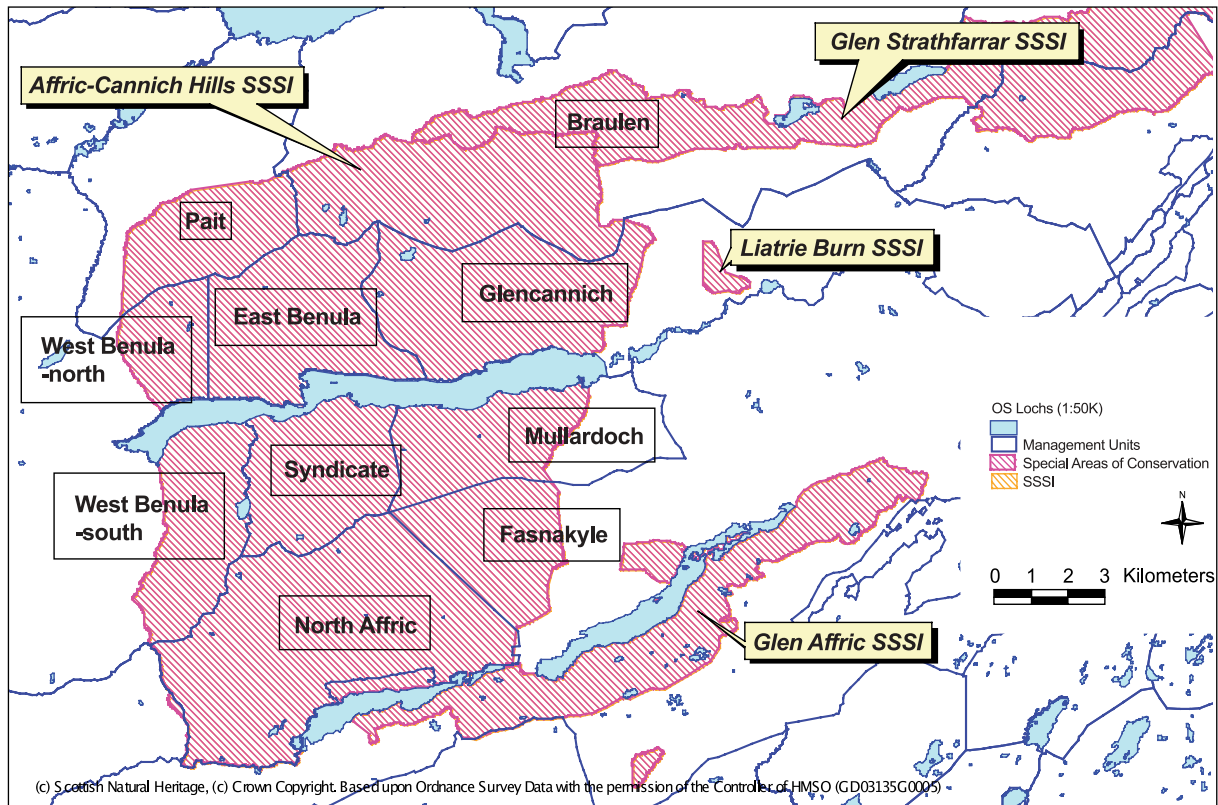 Glen Strathfarrar SSSI
Affric-Cannich Hills SSSI
Braulen
Pait
Liatrie Burn SSSI
Glencannich
East Benula
West Benula
-north
OS Lochs (1:50K)
Management Units
Special Areas of Conservation
SSSI
Mullardoch
Syndicate
West Benula
-south
N
Fasnakyle
0 1 2 3 Kilometers
North Affric
Glen Affric SSSI
(c) Scottish Natural Heritage, (c) Crown Copyright. Based upon Ordnance Survey Data with the permission of the Controller of HMSO (GD03135G0005)